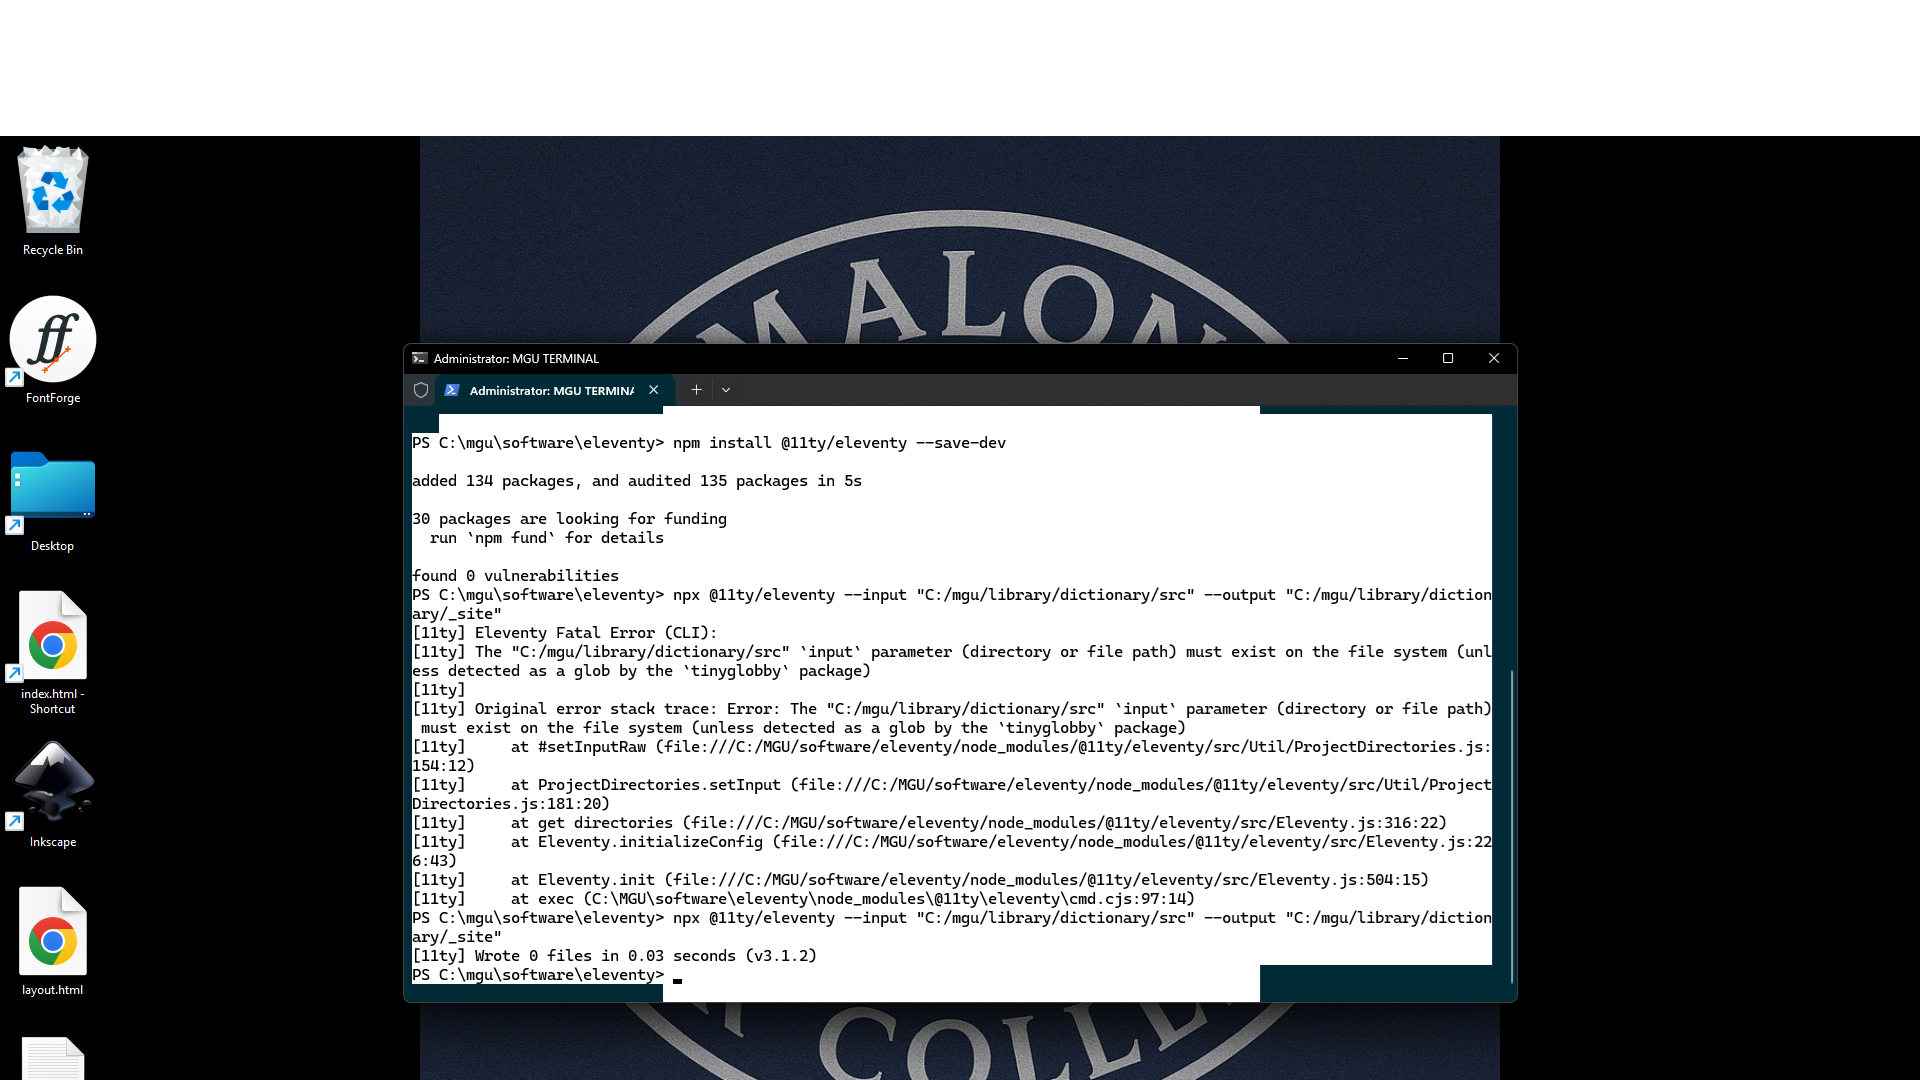 MALON
Recycle Bin
FontForge
Desktop
index.html -
Shortcut
Inkscape
layout.html
Administrator: MGU TERMINAL
Administrator: MGU TERMINA
PS C:\mgu\software\eleventy> npm install @11ty/eleventy --save-dev
added 134 packages, and audited 135 packages in 5s
30 packages are looking for funding
run `npm fund` for details
found 0 vulnerabilities
PS C:\mgu\software\eleventy> npx @11ty/eleventy --input "C:/mgu/library/dictionary/src" --output "C:/mgu/library/diction
ary/_site"
[11ty] Eleventy Fatal Error (CLI):
[11ty] The "C:/mgu/library/dictionary/src" `input` parameter (directory or file path) must exist on the file system (unl
ess detected as a glob by the `tinyglobby` package)
[11ty]
[11ty] Original error stack trace: Error: The "C:/mgu/library/dictionary/src" `input` parameter (directory or file path)
must exist on the file system (unless detected as a glob by the `tinyglobby` package)
[11ty]     at #setInputRaw (file:///C:/MGU/software/eleventy/node_modules/@11ty/eleventy/src/Util/ProjectDirectories.js:
154:12)
[11ty]     at ProjectDirectories.setInput (file:///C:/MGU/software/eleventy/node_modules/@11ty/eleventy/src/Util/Project
Directories.js:181:20)
[11ty]     at get directories (file:///C:/MGU/software/eleventy/node_modules/@11ty/eleventy/src/Eleventy.js:316:22)
[11ty]     at Eleventy.initializeConfig (file:///C:/MGU/software/eleventy/node_modules/@11ty/eleventy/src/Eleventy.js:22
6:43)
[11ty]     at Eleventy.init (file:///C:/MGU/software/eleventy/node_modules/@11ty/eleventy/src/Eleventy.js:504:15)
[11ty]     at exec (C:\MGU\software\eleventy\node_modules\@11ty\eleventy\cmd.cjs:97:14)
PS C:\mgu\software\eleventy> npx @11ty/eleventy --input "C:/mgu/library/dictionary/src" --output "C:/mgu/library/diction
ary/_site"
[11ty] Wrote 0 files in 0.03 seconds (v3.1.2)
PS C:\mgu\software\eleventy>
COLLE